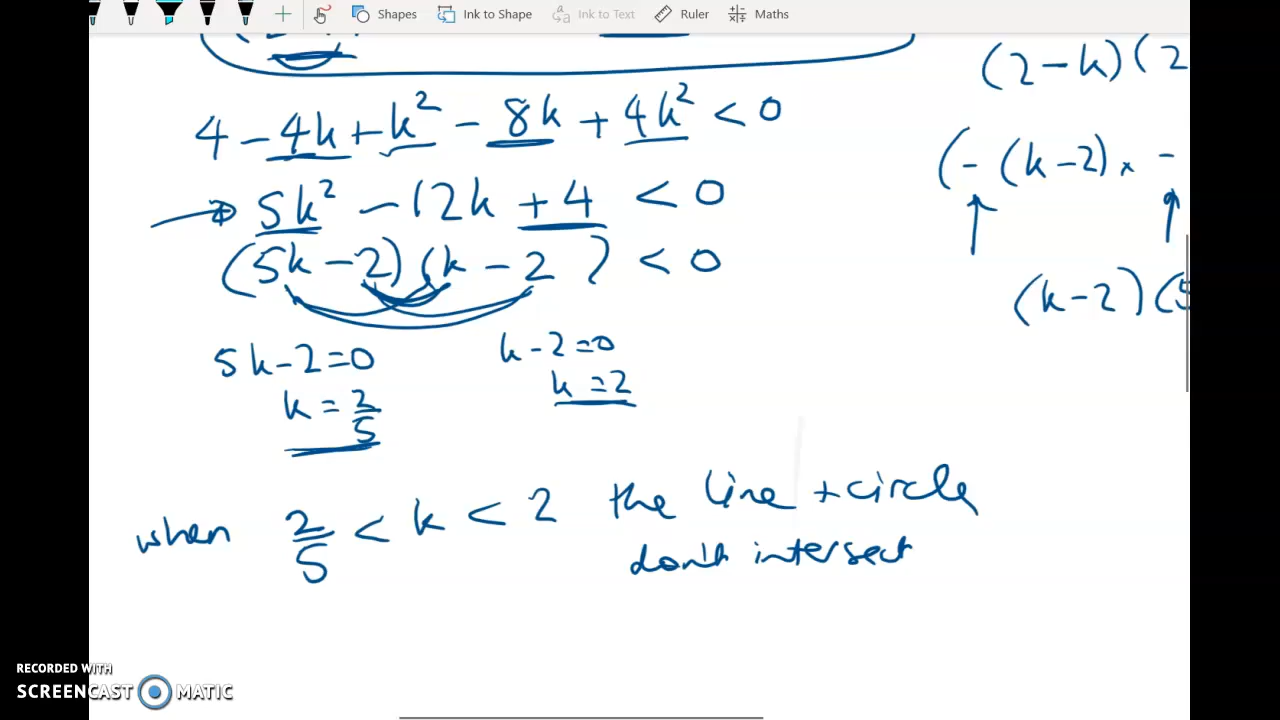 Shapes Ink to Shape Ink to Text Ruler Maths
4 - 4k + k² - 8k + 4k² < 0
5k² - 12k + 4 < 0
(5k - 2)(k - 2) < 0
5k - 2 = 0
k = 2/5
k - 2 = 0
k = 2
when 2/5 < k < 2 the line + circle
don't intersect
(2 - k)(2
(- (k - 2) × -
(k - 2)(5
RECORDED WITH
SCREENCAST MATIC